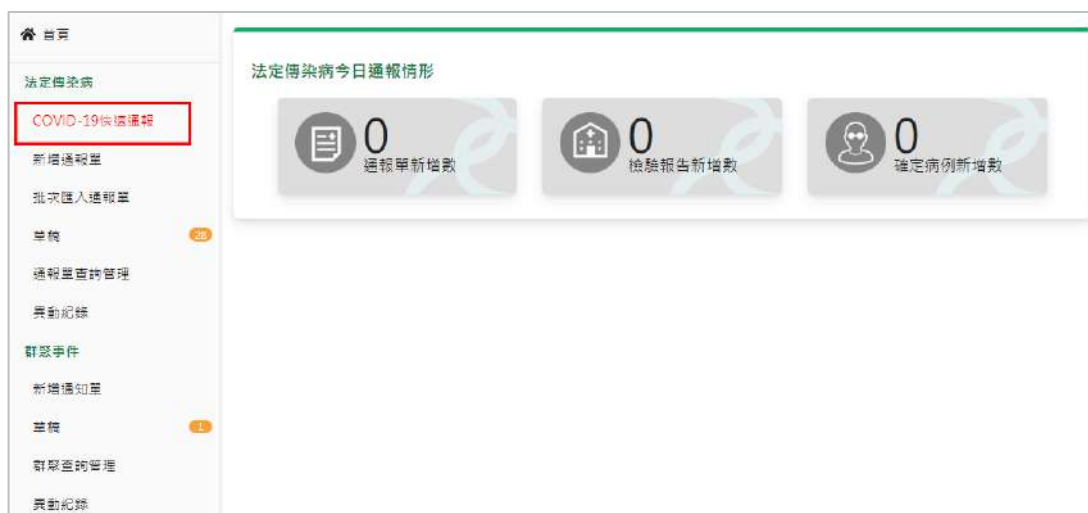 首頁
法定傳染病
COVID-19快速通報
新增通報單
批次匯入通報單
草稿 28
通報單查詢管理
異動紀錄
群聚事件
新增通知單
草稿 1
群聚查詢管理
異動紀錄
法定傳染病今日通報情形
0
通報單新增數
0
檢驗報告新增數
0
確定病例新增數